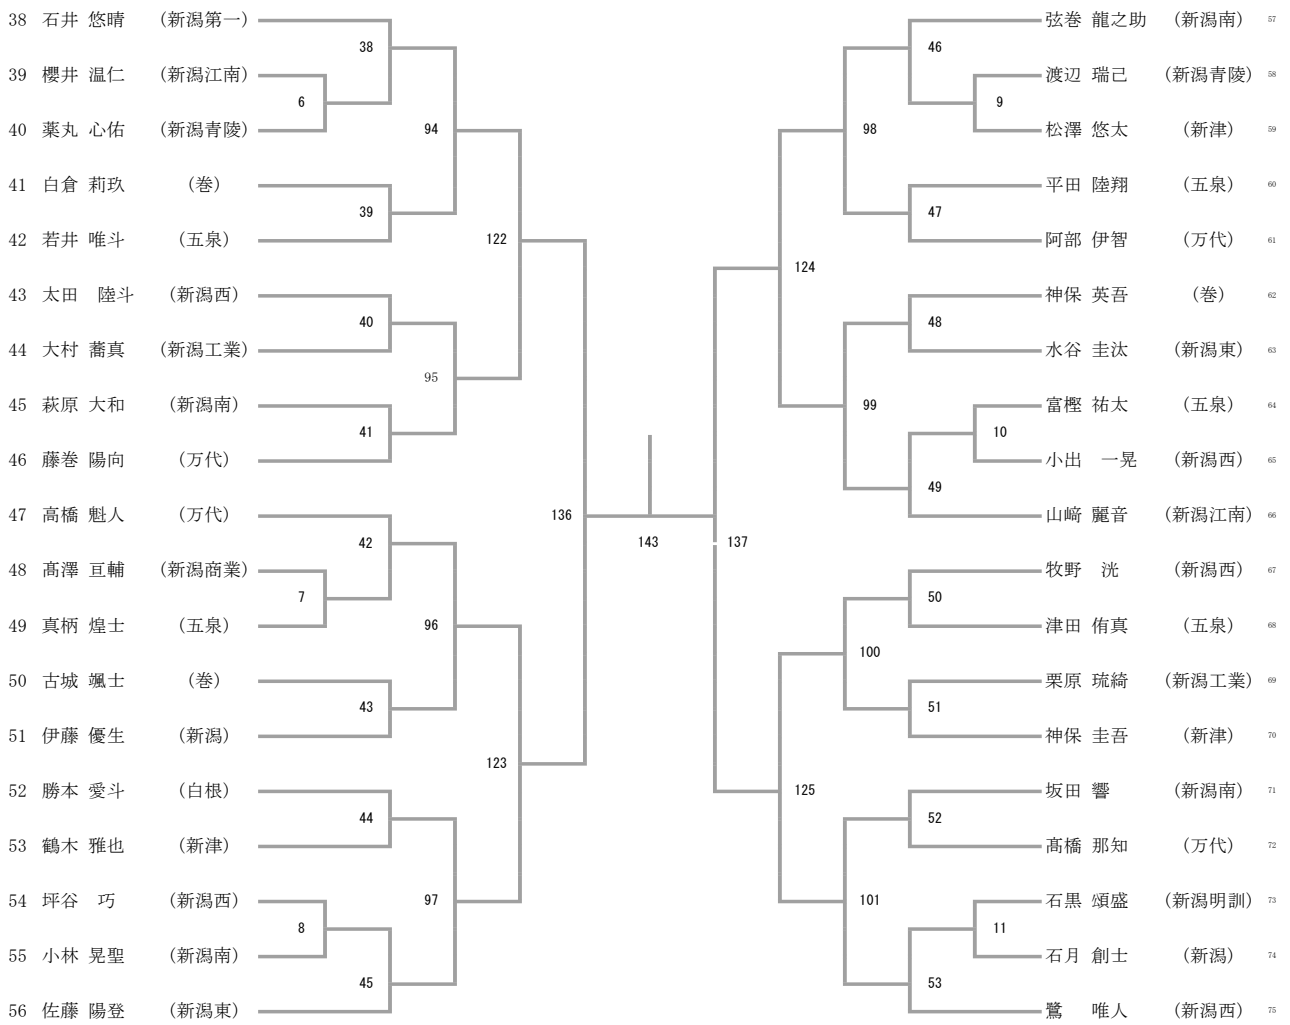 38 石井 悠晴 (新潟第一)
38
39 櫻井 温仁 (新潟江南)
6
40 薬丸 心佑 (新潟青陵)
94
41 白倉 莉玖 (巻)
39
42 若井 唯斗 (五泉)
122
43 太田 陸斗 (新潟西)
40
44 大村 蕃真 (新潟工業)
95
45 萩原 大和 (新潟南)
41
46 藤巻 陽向 (万代)
136
47 高橋 魁人 (万代)
42
48 髙澤 亘輔 (新潟商業)
7
49 真柄 煌士 (五泉)
96
50 古城 颯士 (巻)
43
51 伊藤 優生 (新潟)
123
52 勝本 愛斗 (白根)
44
53 鶴木 雅也 (新津)
54 坪谷 巧 (新潟西)
97
8
55 小林 晃聖 (新潟南)
45
56 佐藤 陽登 (新潟東)
143
弦巻 龍之助 (新潟南) 57
46
渡辺 瑞己 (新潟青陵) 58
9
松澤 悠太 (新津) 59
98
平田 陸翔 (五泉) 60
47
阿部 伊智 (万代) 61
124
神保 英吾 (巻) 62
48
水谷 圭汰 (新潟東) 63
99
富樫 祐太 (五泉) 64
10
小出 一晃 (新潟西) 65
49
山﨑 麗音 (新潟江南) 66
137
牧野 洸 (新潟西) 67
50
津田 侑真 (五泉) 68
100
栗原 琉綺 (新潟工業) 69
51
神保 圭吾 (新津) 70
125
坂田 響 (新潟南) 71
52
髙橋 那知 (万代) 72
101
石黒 頌盛 (新潟明訓) 73
11
石月 創士 (新潟) 74
53
鷺 唯人 (新潟西) 75